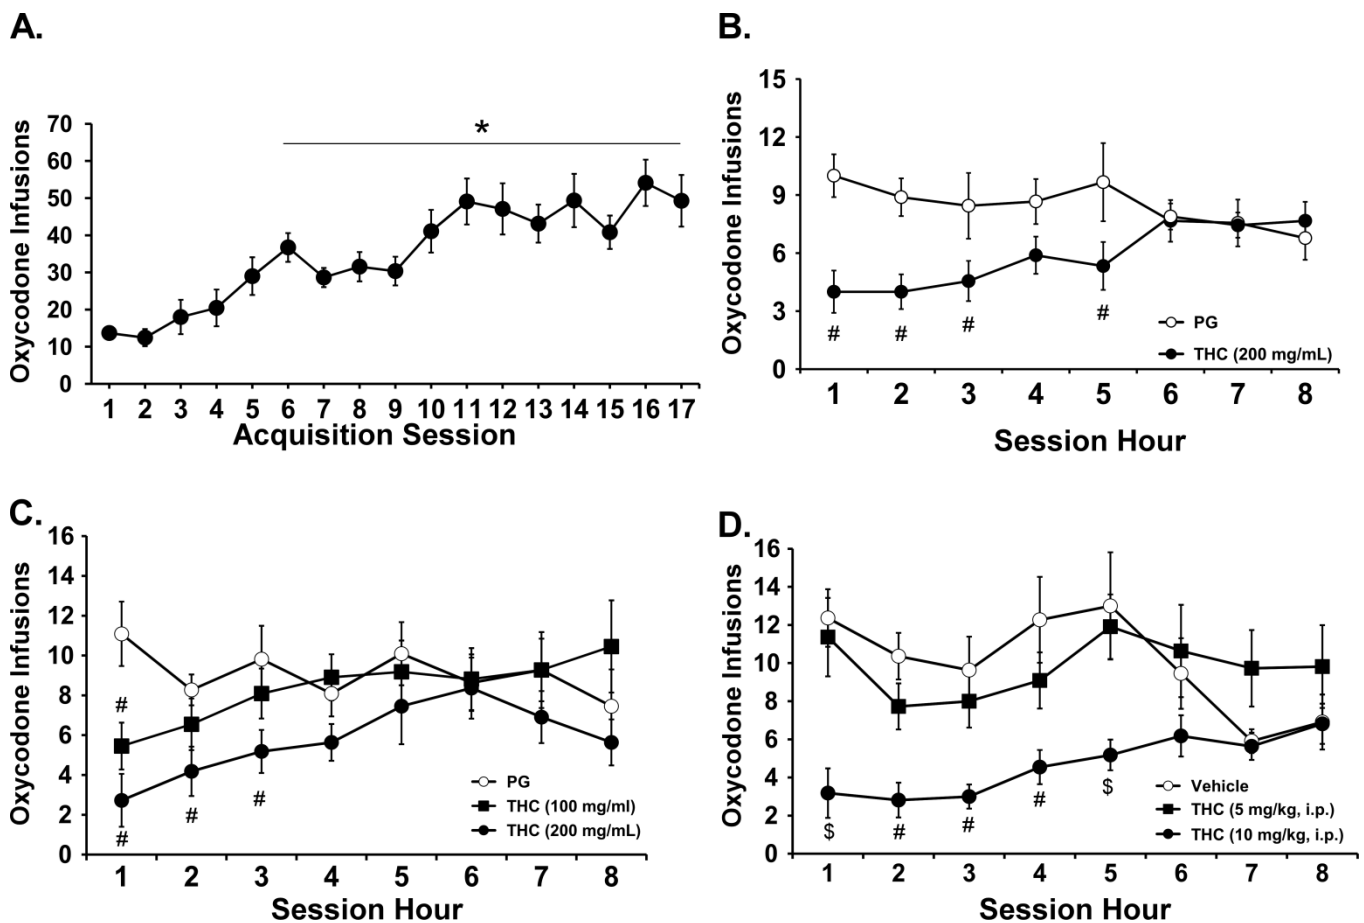 A.
Oxycodone Infusions
70
60
50
40
30
20
10
0
*
1 2 3 4 5 6 7 8 9 10 11 12 13 14 15 16 17
Acquisition Session
B.
Oxycodone Infusions
15
12
9
6
3
0
# # # #
PG
THC (200 mg/mL)
1 2 3 4 5 6 7 8
Session Hour
C.
Oxycodone Infusions
16
14
12
10
8
6
4
2
0
#
# # #
PG
THC (100 mg/ml)
THC (200 mg/mL)
1 2 3 4 5 6 7 8
Session Hour
D.
Oxycodone Infusions
16
14
12
10
8
6
4
2
0
$ # # # $
Vehicle
THC (5 mg/kg, i.p.)
THC (10 mg/kg, i.p.)
1 2 3 4 5 6 7 8
Session Hour